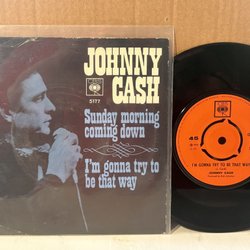 JOHNNY
CASH
CBS
5177
Sunday morning
coming down
I'm gonna try to
be that way
CBS
45
I'M GONNA TRY TO BE THAT WAY
JOHNNY CASH